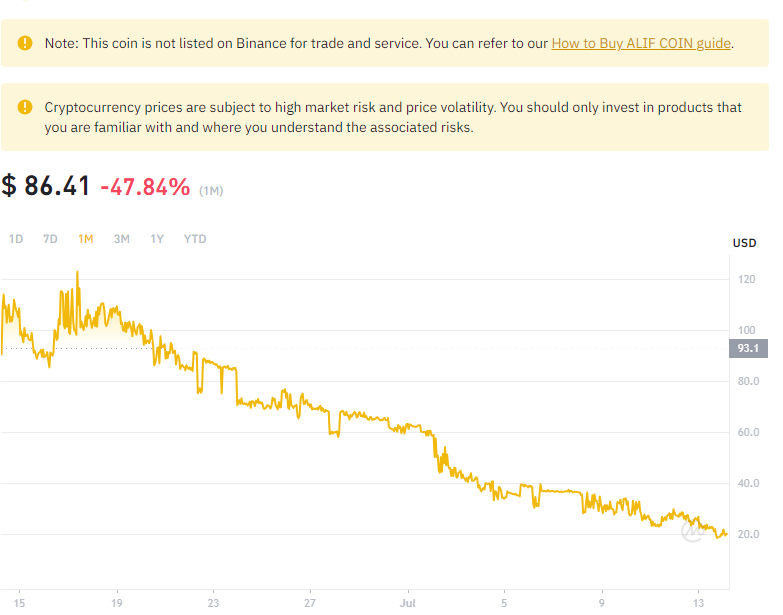 Note: This coin is not listed on Binance for trade and service. You can refer to our How to Buy ALIF COIN guide.
Cryptocurrency prices are subject to high market risk and price volatility. You should only invest in products that
you are familiar with and where you understand the associated risks.
$ 86.41 -47.84% (1M)
1D 7D 1M 3M 1Y YTD
USD
120
100
93.1
80.0
60.0
40.0
20.0
15 19 23 27 Jul 5 9 13